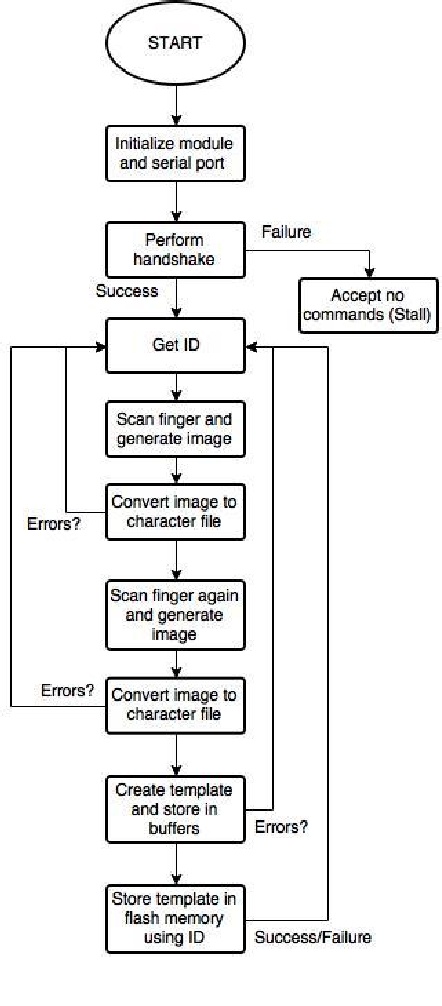 START
Initialize module
and serial port
Perform
handshake
Failure
Accept no
commands (Stall)
Success
Get ID
Scan finger and
generate image
Convert image to
character file
Errors?
Scan finger again
and generate
image
Errors?
Convert image to
character file
Create template
and store in
buffers
Errors?
Store template in
flash memory
using ID
Success/Failure